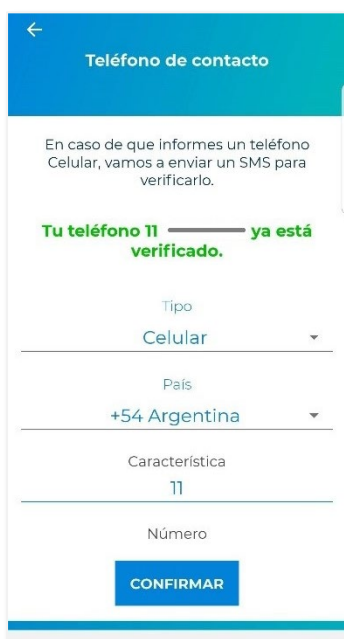 Teléfono de contacto
En caso de que informes un teléfono
Celular, vamos a enviar un SMS para
verificarlo.
Tu teléfono 11 ya está
verificado.
Tipo
Celular
País
+54 Argentina
Característica
11
Número
CONFIRMAR